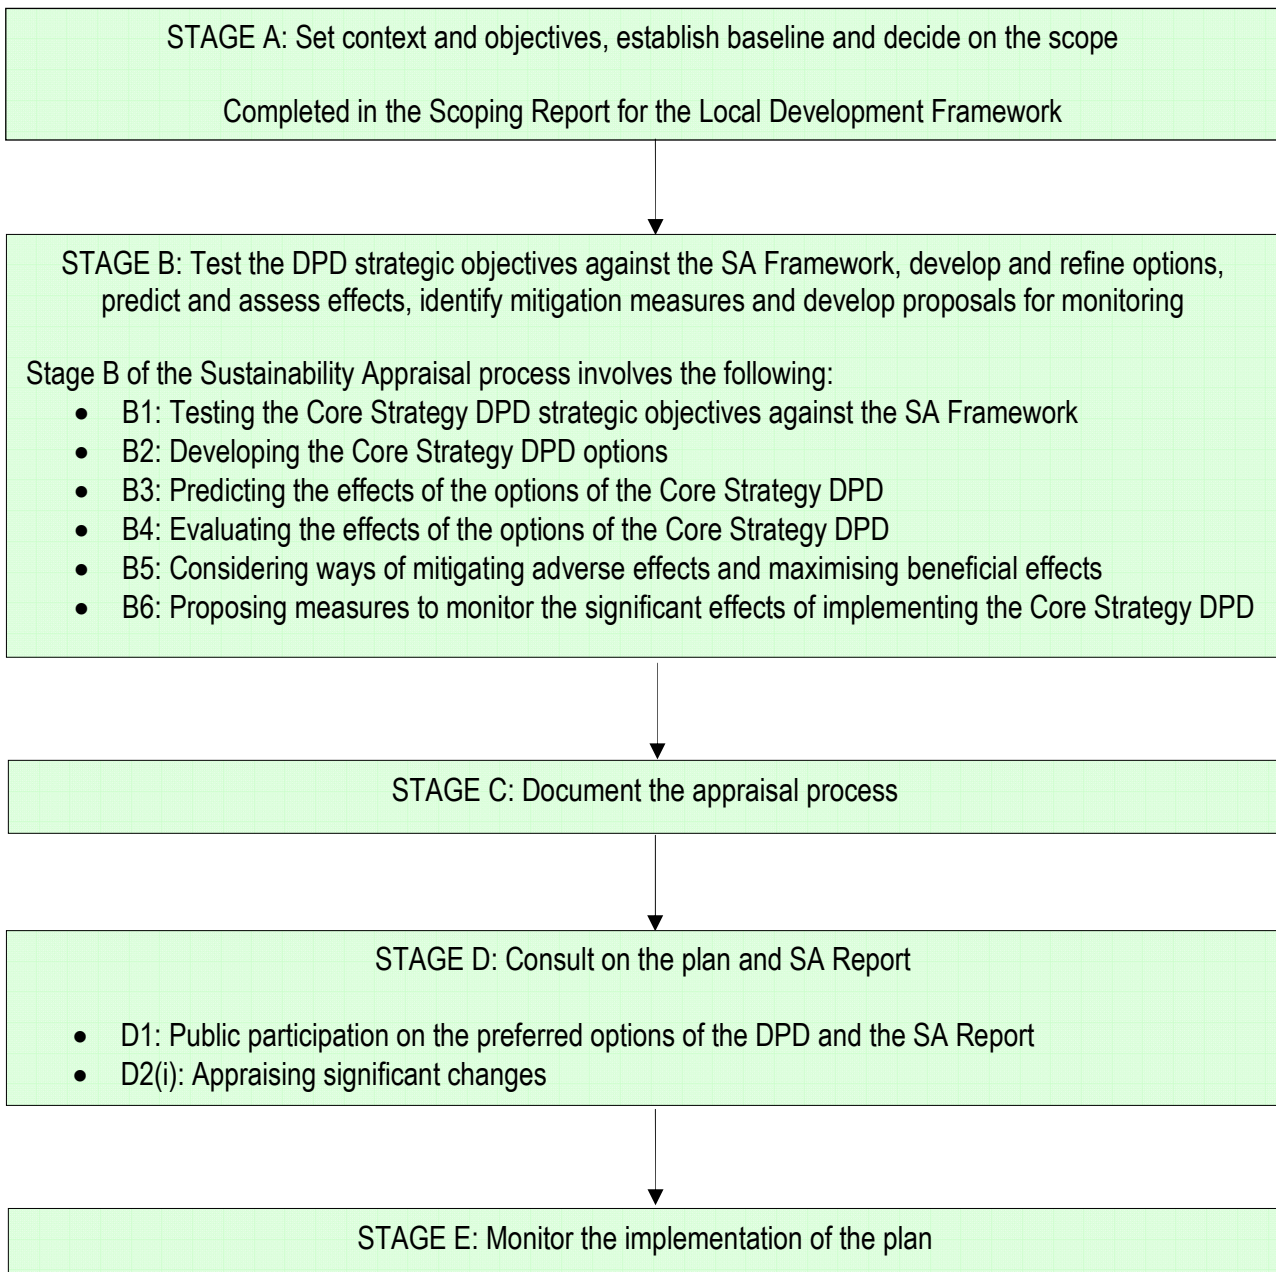 STAGE A: Set context and objectives, establish baseline and decide on the scope
Completed in the Scoping Report for the Local Development Framework
STAGE B: Test the DPD strategic objectives against the SA Framework, develop and refine options,
predict and assess effects, identify mitigation measures and develop proposals for monitoring
Stage B of the Sustainability Appraisal process involves the following:
• B1: Testing the Core Strategy DPD strategic objectives against the SA Framework
• B2: Developing the Core Strategy DPD options
• B3: Predicting the effects of the options of the Core Strategy DPD
• B4: Evaluating the effects of the options of the Core Strategy DPD
• B5: Considering ways of mitigating adverse effects and maximising beneficial effects
• B6: Proposing measures to monitor the significant effects of implementing the Core Strategy DPD
STAGE C: Document the appraisal process
STAGE D: Consult on the plan and SA Report
• D1: Public participation on the preferred options of the DPD and the SA Report
• D2(i): Appraising significant changes
STAGE E: Monitor the implementation of the plan